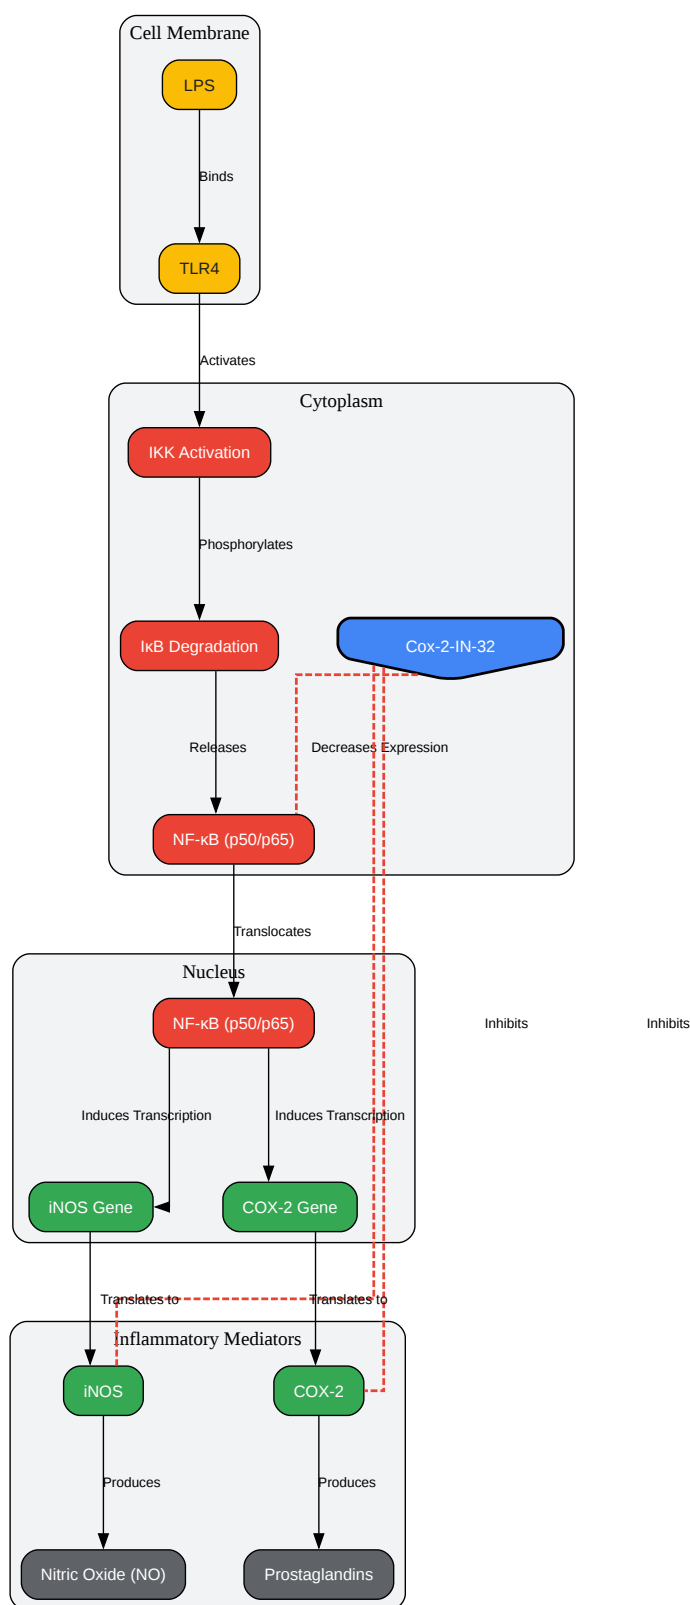 Cell Membrane
LPS
Binds
TLR4
Activates
Cytoplasm
IKK Activation
Phosphorylates
IκB Degradation
Cox-2-IN-32
Releases
Decreases Expression
NF-κB (p50/p65)
Translocates
Nucleus
NF-κB (p50/p65)
Inhibits
Inhibits
Induces Transcription
Induces Transcription
iNOS Gene
COX-2 Gene
Translates to
Translates to
Inflammatory Mediators
iNOS
COX-2
Produces
Produces
Nitric Oxide (NO)
Prostaglandins